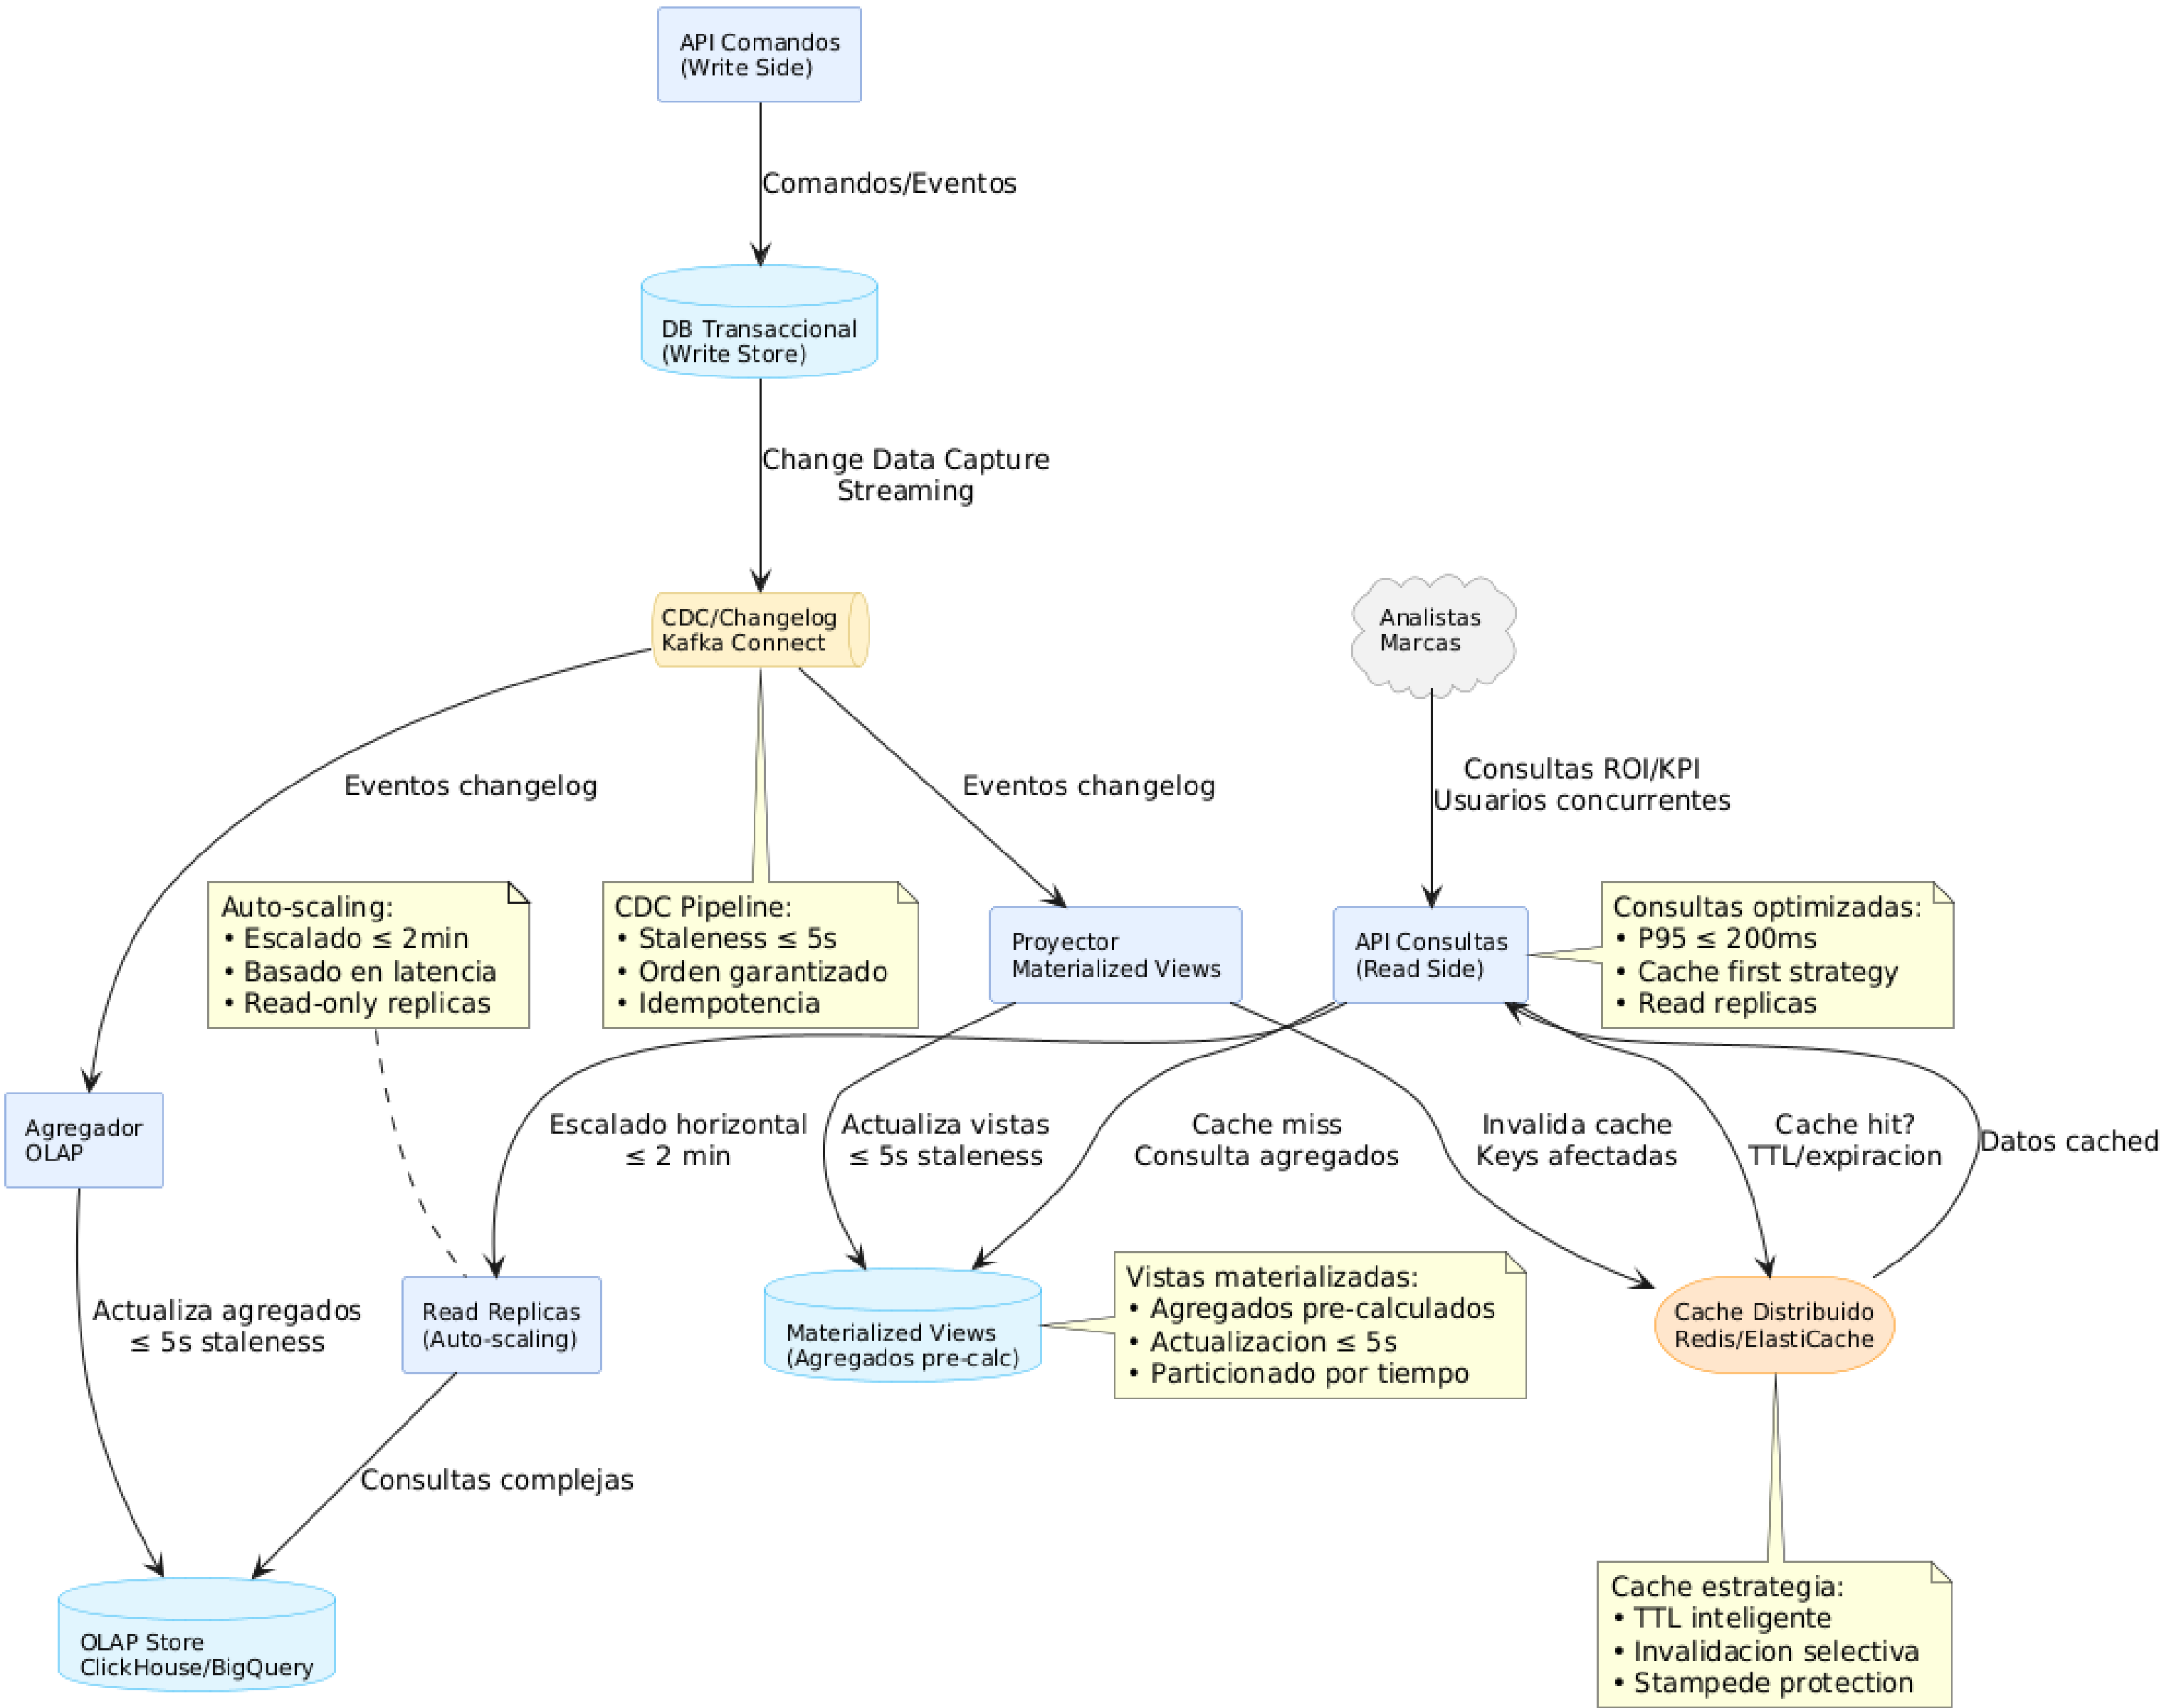 API Comandos
(Write Side)
Comandos/Eventos
DB Transaccional
(Write Store)
Change Data Capture
Streaming
CDC/Changelog
Kafka Connect
Analistas
Marcas
Eventos changelog
Eventos changelog
Consultas ROI/KPI
Usuarios concurrentes
Auto-scaling:
• Escalado ≤ 2min
• Basado en latencia
• Read-only replicas
CDC Pipeline:
• Staleness ≤ 5s
• Orden garantizado
• Idempotencia
Proyector
Materialized Views
API Consultas
(Read Side)
Consultas optimizadas:
• P95 ≤ 200ms
• Cache first strategy
• Read replicas
Agregador
OLAP
Escalado horizontal
≤ 2 min
Actualiza vistas
≤ 5s staleness
Cache miss
Consulta agregados
Invalida cache
Keys afectadas
Cache hit?
TTL/expiracion
Datos cached
Actualiza agregados
≤ 5s staleness
Read Replicas
(Auto-scaling)
Materialized Views
(Agregados pre-calc)
Vistas materializadas:
• Agregados pre-calculados
• Actualizacion ≤ 5s
• Particionado por tiempo
Cache Distribuido
Redis/ElastiCache
Consultas complejas
OLAP Store
ClickHouse/BigQuery
Cache estrategia:
• TTL inteligente
• Invalidacion selectiva
• Stampede protection